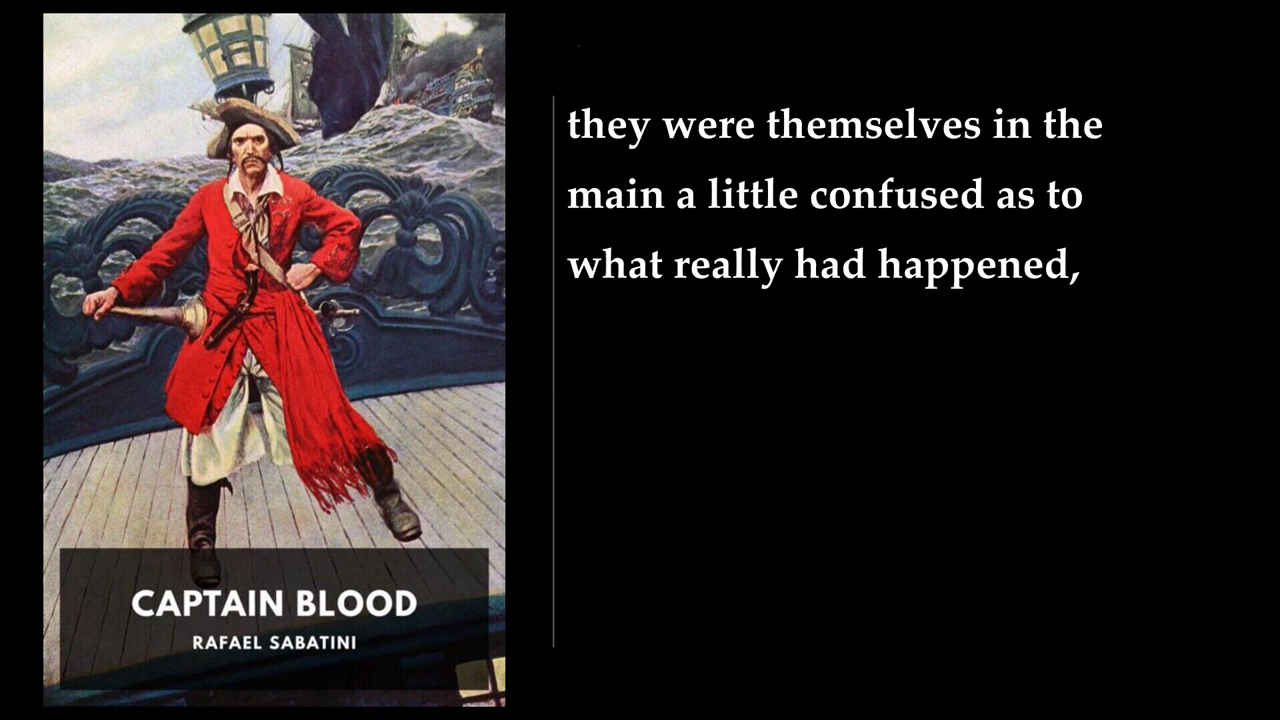 they were themselves in the
main a little confused as to
what really had happened,
CAPTAIN BLOOD
RAFAEL SABATINI